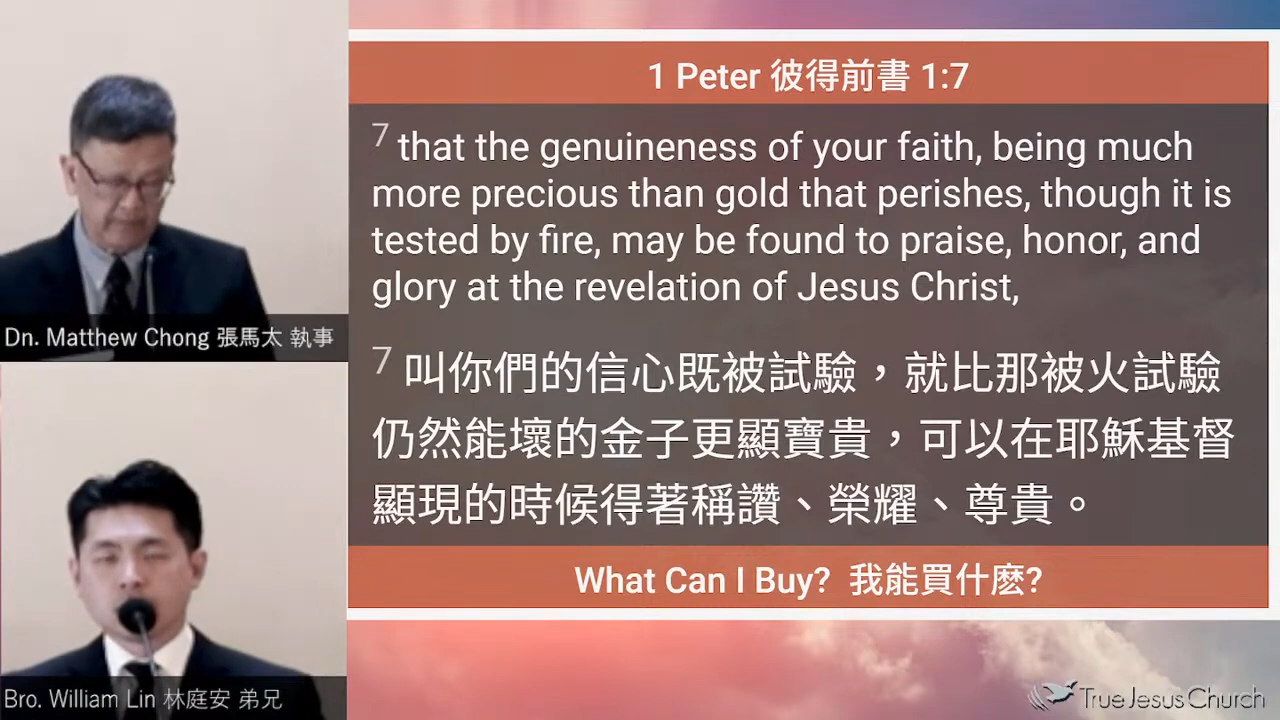 1 Peter 彼得前書 1:7
7 that the genuineness of your faith, being much
more precious than gold that perishes, though it is
tested by fire, may be found to praise, honor, and
glory at the revelation of Jesus Christ,
7 叫你們的信心既被試驗，就比那被火試驗
仍然能壞的金子更顯寶貴，可以在耶穌基督
顯現的時候得著稱讚、榮耀、尊貴。
What Can I Buy? 我能買什麽?
Dn. Matthew Chong 張馬太 執事
Bro. William Lin 林庭安 弟兄
True Jesus Church